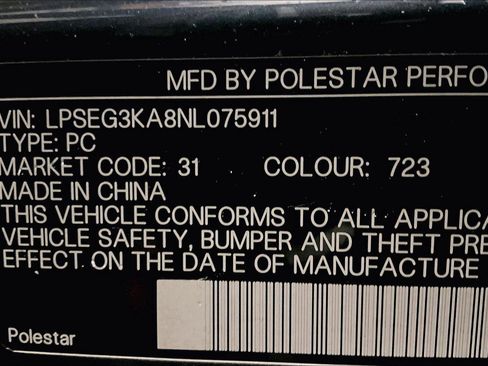 MFD BY POLESTAR PERFO
VIN: LPSEG3KA8NL075911
TYPE: PC
MARKET CODE: 31 COLOUR: 723
MADE IN CHINA
THIS VEHICLE CONFORMS TO ALL APPLICA
VEHICLE SAFETY, BUMPER AND THEFT PRE
EFFECT ON THE DATE OF MANUFACTURE
Polestar